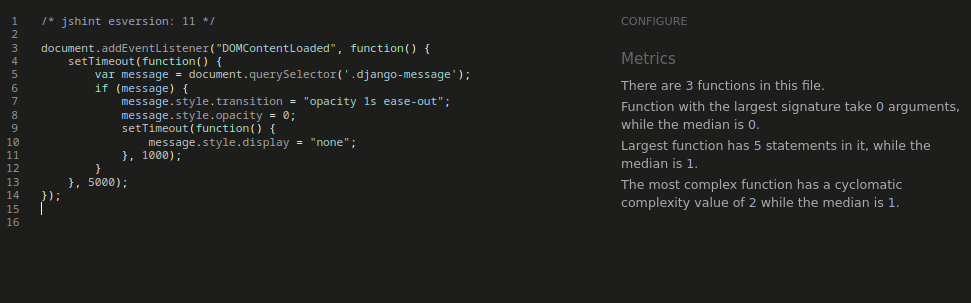 1 /* jshint esversion: 11 */
2
3 document.addEventListener("DOMContentLoaded", function() {
4     setTimeout(function() {
5         var message = document.querySelector('.django-message');
6         if (message) {
7             message.style.transition = "opacity 1s ease-out";
8             message.style.opacity = 0;
9             setTimeout(function() {
10                 message.style.display = "none";
11             }, 1000);
12         }
13     }, 5000);
14 });
15
16
CONFIGURE
Metrics
There are 3 functions in this file.
Function with the largest signature take 0 arguments,
while the median is 0.
Largest function has 5 statements in it, while the
median is 1.
The most complex function has a cyclomatic
complexity value of 2 while the median is 1.